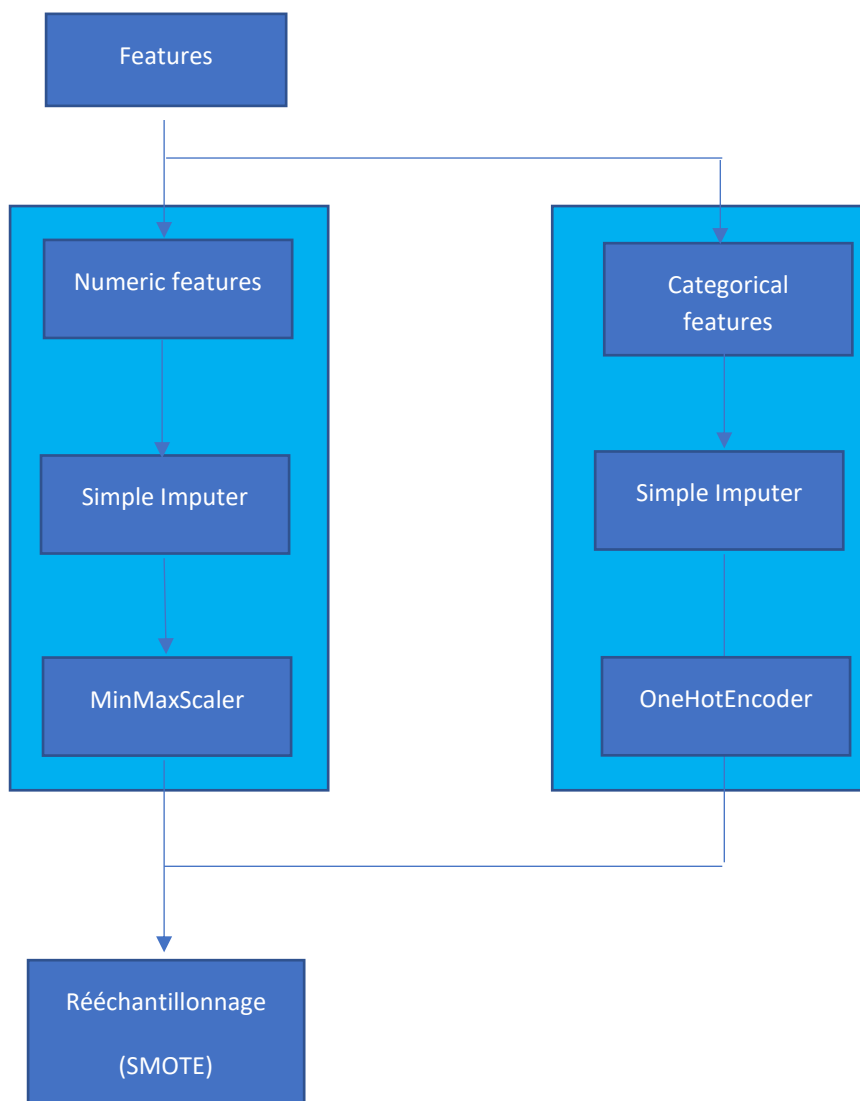 Features
Numeric features
Categorical
features
Simple Imputer
Simple Imputer
MinMaxScaler
OneHotEncoder
Rééchantillonnage
(SMOTE)